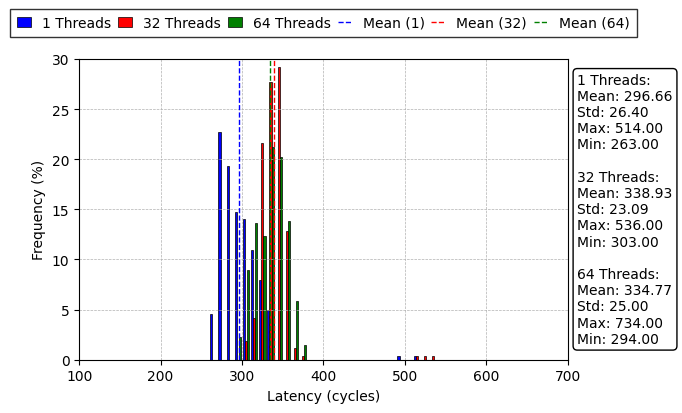 1 Threads 32 Threads 64 Threads Mean (1) Mean (32) Mean (64)
30
25
20
15
10
5
0
Frequency (%)
100 200 300 400 500 600 700
Latency (cycles)
1 Threads:
Mean: 296.66
Std: 26.40
Max: 514.00
Min: 263.00
32 Threads:
Mean: 338.93
Std: 23.09
Max: 536.00
Min: 303.00
64 Threads:
Mean: 334.77
Std: 25.00
Max: 734.00
Min: 294.00